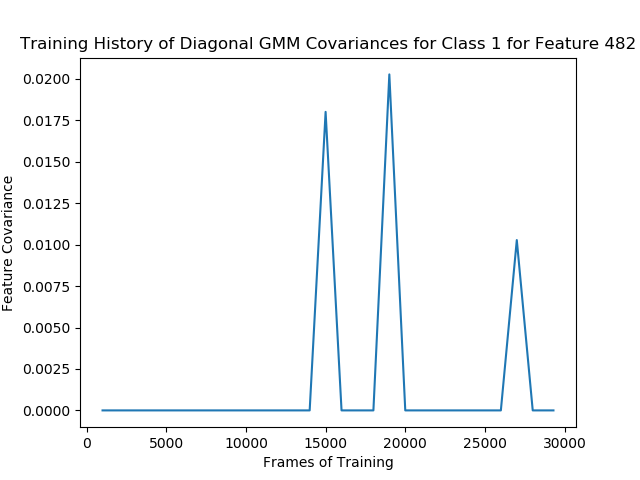 Training History of Diagonal GMM Covariances for Class 1 for Feature 482
0.0200
0.0175
0.0150
0.0125
0.0100
0.0075
0.0050
0.0025
0.0000
Feature Covariance
0 5000 10000 15000 20000 25000 30000
Frames of Training